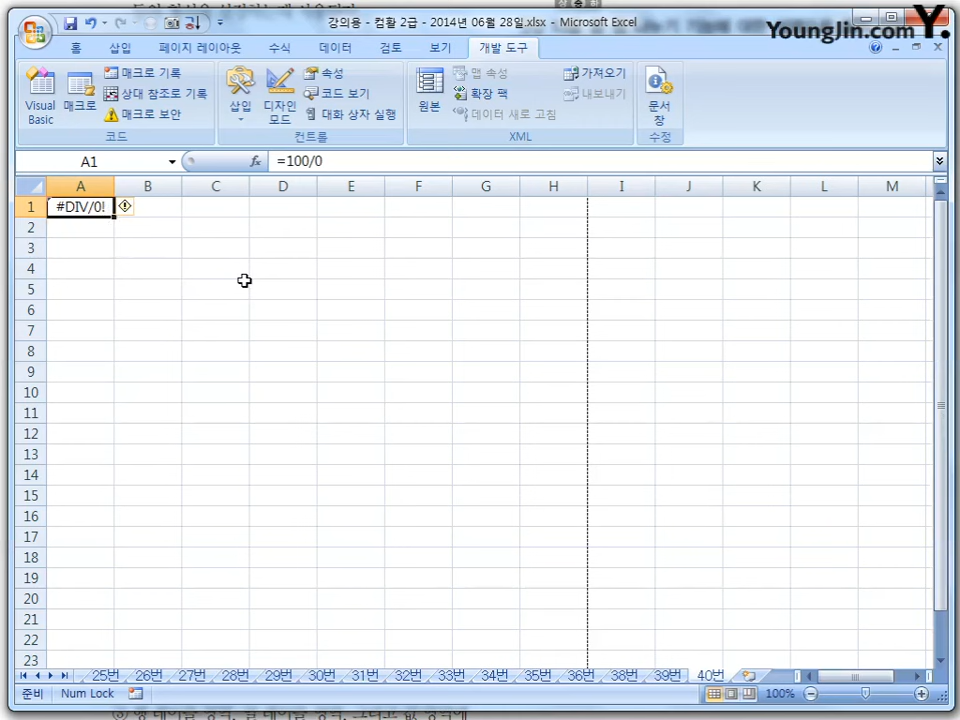 강의용 - 컴활 2급 - 2014년 06월 28일.xlsx - Microsoft Excel
YoungJin.com Y.
홈 삽입 페이지 레이아웃 수식 데이터 검토 보기 개발 도구
Visual Basic
매크로
매크로 기록
상대 참조로 기록
매크로 보안
코드
삽입
디자인 모드
속성
코드 보기
대화 상자 실행
컨트롤
원본
맵 속성
확장 팩
데이터 새로 고침
가져오기
내보내기
XML
문서 창
수정
A1 fx =100/0
A B C D E F G H I J K L M
1 #DIV/0!
2
3
4
5
6
7
8
9
10
11
12
13
14
15
16
17
18
19
20
21
22
23
25번 26번 27번 28번 29번 30번 31번 32번 33번 34번 35번 36번 38번 39번 40번
준비 Num Lock 100%